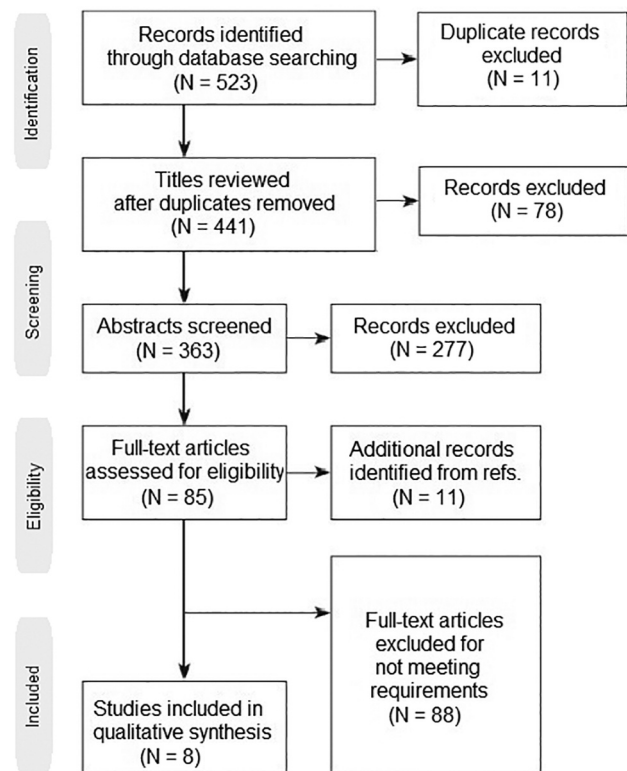 Identification
Records identified
through database searching
(N = 523)
Duplicate records
excluded
(N = 11)
Titles reviewed
after duplicates removed
(N = 441)
Records excluded
(N = 78)
Screening
Abstracts screened
(N = 363)
Records excluded
(N = 277)
Eligibility
Full-text articles
assessed for eligibility
(N = 85)
Additional records
identified from refs.
(N = 11)
Full-text articles
excluded for
not meeting
requirements
(N = 88)
Included
Studies included in
qualitative synthesis
(N = 8)